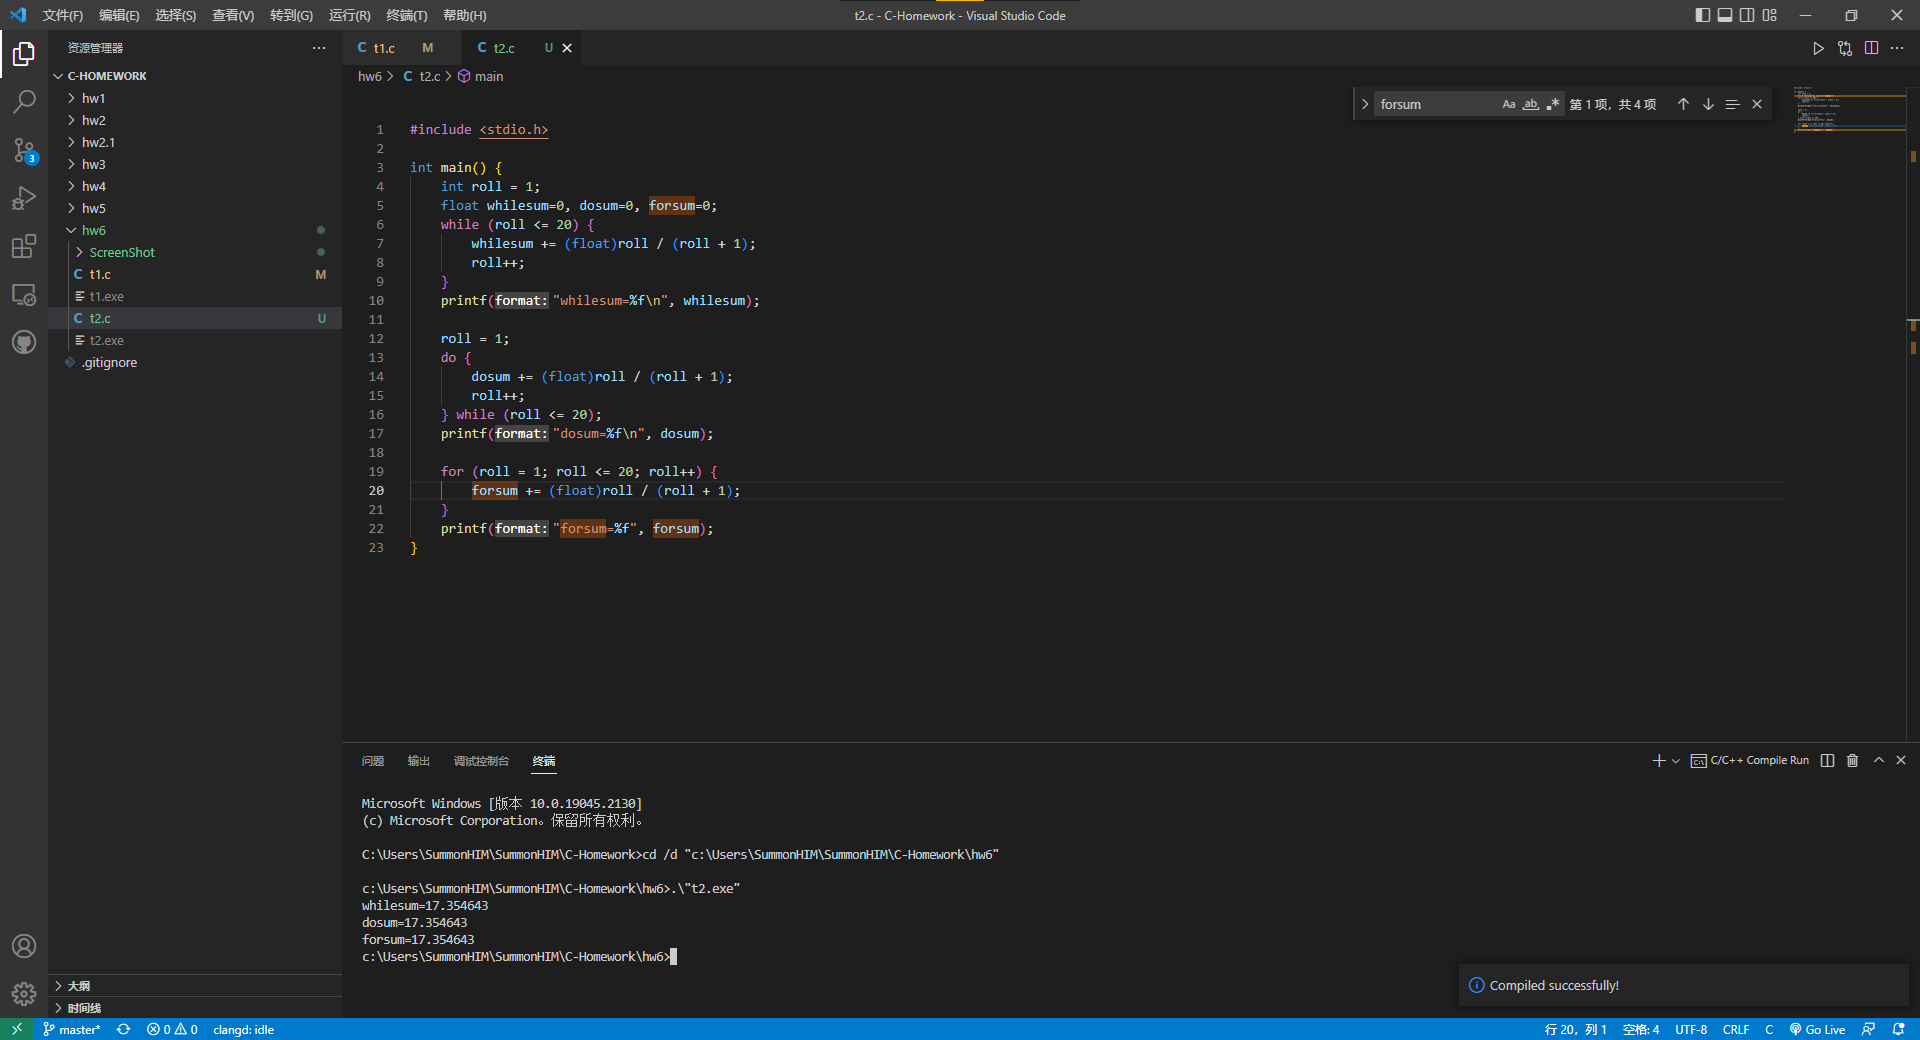 文件(F) 编辑(E) 选择(S) 查看(V) 转到(G) 运行(R) 终端(T) 帮助(H) t2.c - C-Homework - Visual Studio Code
资源管理器
C-HOMEWORK
hw1
hw2
hw2.1
hw3
hw4
hw5
hw6
ScreenShot
C t1.c M
t1.exe
C t2.c U
t2.exe
.gitignore
大纲
时间线
3
C t1.c M C t2.c U
hw6 > C t2.c > main
forsum Aa ab .* 第 1 项，共 4 项
1 #include <stdio.h>
2
3 int main() {
4 int roll = 1;
5 float whilesum=0, dosum=0, forsum=0;
6 while (roll <= 20) {
7 whilesum += (float)roll / (roll + 1);
8 roll++;
9 }
10 printf(format: "whilesum=%f\n", whilesum);
11
12 roll = 1;
13 do {
14 dosum += (float)roll / (roll + 1);
15 roll++;
16 } while (roll <= 20);
17 printf(format: "dosum=%f\n", dosum);
18
19 for (roll = 1; roll <= 20; roll++) {
20 forsum += (float)roll / (roll + 1);
21 }
22 printf(format: "forsum=%f", forsum);
23 }
问题 输出 调试控制台 终端 C/C++ Compile Run
Microsoft Windows [版本 10.0.19045.2130]
(c) Microsoft Corporation。保留所有权利。
C:\Users\SummonHIM\SummonHIM\C-Homework>cd /d "c:\Users\SummonHIM\SummonHIM\C-Homework\hw6"
c:\Users\SummonHIM\SummonHIM\C-Homework\hw6>.\"t2.exe"
whilesum=17.354643
dosum=17.354643
forsum=17.354643
c:\Users\SummonHIM\SummonHIM\C-Homework\hw6>
Compiled successfully!
master* 0 0 clangd: idle 行 20，列 1 空格: 4 UTF-8 CRLF C Go Live